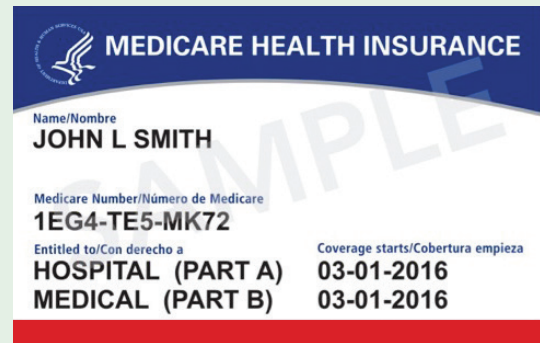 MEDICARE HEALTH INSURANCE
Name/Nombre
JOHN L SMITH
Medicare Number/Número de Medicare
1EG4-TE5-MK72
Entitled to/Con derecho a Coverage starts/Cobertura empieza
HOSPITAL (PART A) 03-01-2016
MEDICAL (PART B) 03-01-2016
SAMPLE